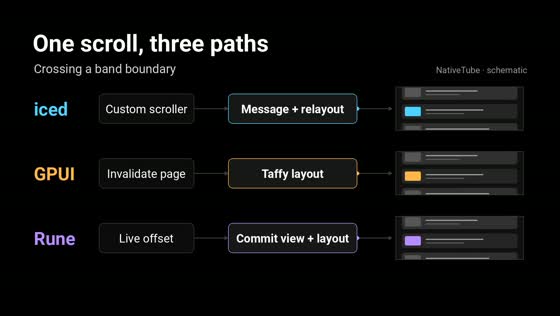 One scroll, three paths
Crossing a band boundary
NativeTube · schematic
iced
Custom scroller
Message + relayout
GPUI
Invalidate page
Taffy layout
Rune
Live offset
Commit view + layout